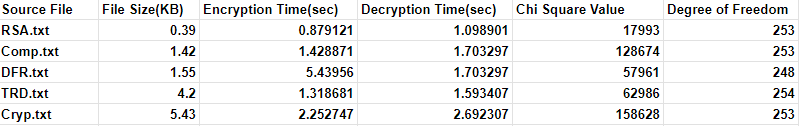 Source File File Size(KB) Encryption Time(sec) Decryption Time(sec) Chi Square Value Degree of Freedom
RSA.txt 0.39 0.879121 1.098901 17993 253
Comp.txt 1.42 1.428871 1.703297 128674 253
DFR.txt 1.55 5.43956 1.703297 57961 248
TRD.txt 4.2 1.318681 1.593407 62986 254
Cryp.txt 5.43 2.252747 2.692307 158628 253